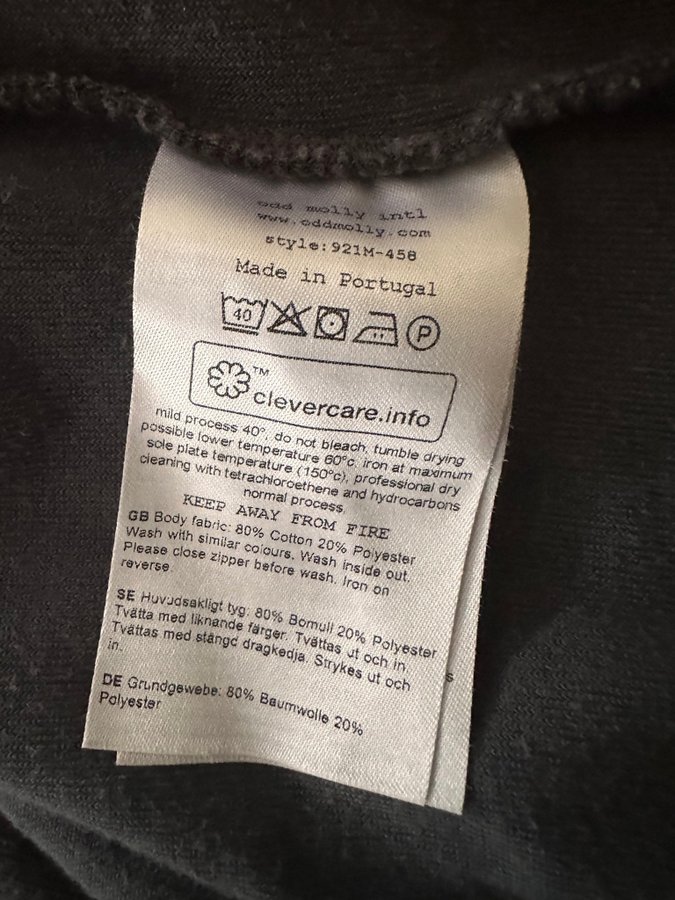 odd molly intl
www.oddmolly.com
style:921M-458
Made in Portugal
40 P
™
clevercare.info
mild process 40°, do not bleach, tumble drying
possible lower temperature 60°c, iron at maximum
sole plate temperature (150°c), professional dry
cleaning with tetrachloroethene and hydrocarbons
normal process.
KEEP AWAY FROM FIRE
GB Body fabric: 80% Cotton 20% Polyester
Wash with similar colours. Wash inside out.
Please close zipper before wash. Iron on
reverse
SE Huvudsakligt tyg: 80% Bomull 20% Polyester
Tvätta med liknande färger. Tvättas ut och in.
Tvättas med stängd dragkedja. Strykes ut och
in.
s
DE Grundgewebe: 80% Baumwolle 20%
Polyester